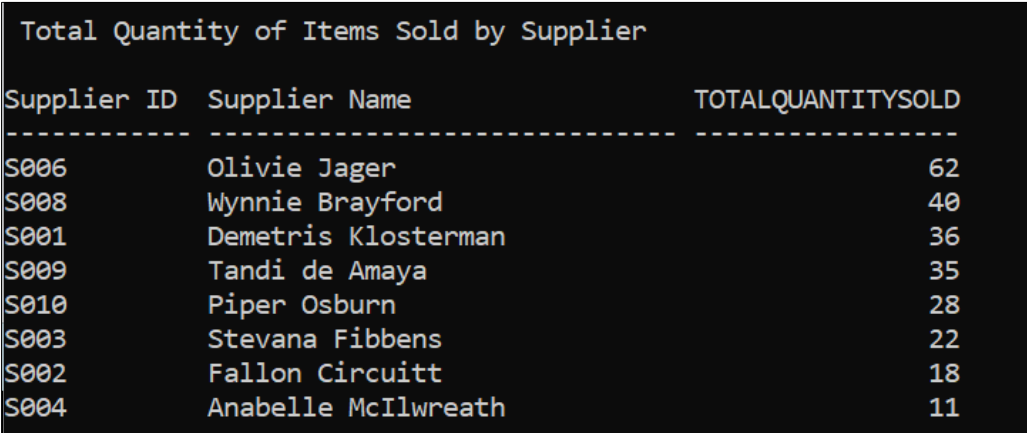 Total Quantity of Items Sold by Supplier
Supplier ID  Supplier Name                  TOTALQUANTITYSOLD
------------ ------------------------------ -----------------
S006         Olivie Jager                                  62
S008         Wynnie Brayford                               40
S001         Demetris Klosterman                           36
S009         Tandi de Amaya                                35
S010         Piper Osburn                                  28
S003         Stevana Fibbens                               22
S002         Fallon Circuitt                               18
S004         Anabelle McIlwreath                           11